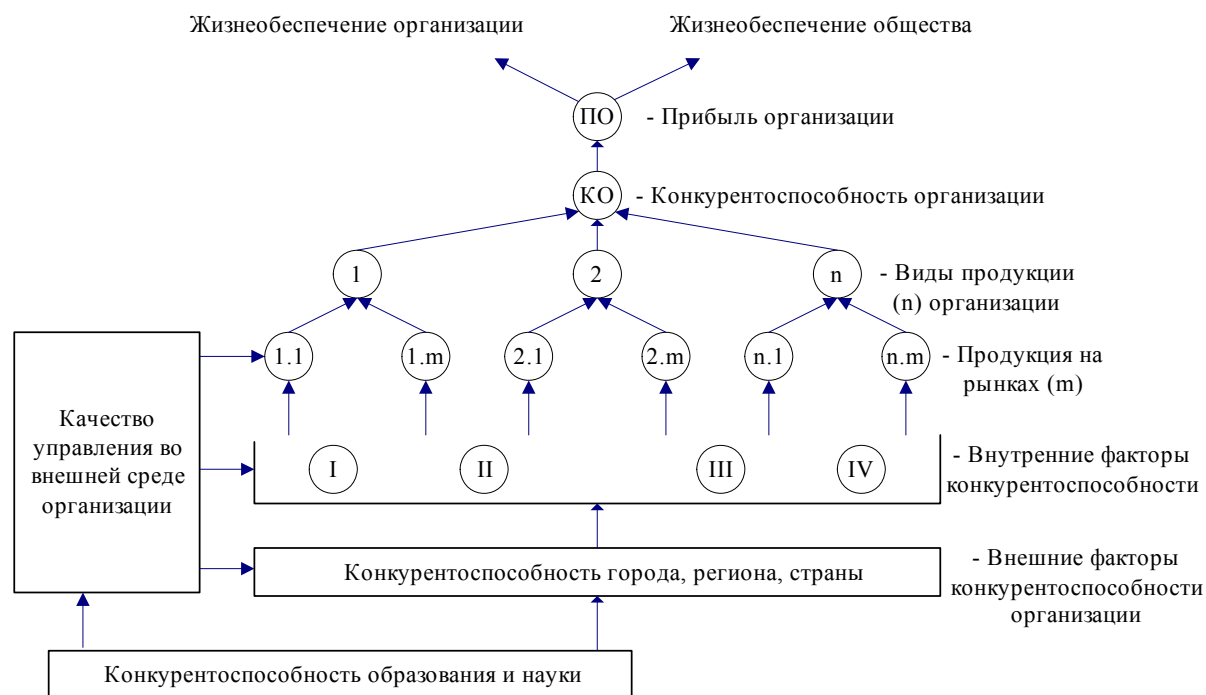 Жизнеобеспечение организации
Жизнеобеспечение общества
ПО
- Прибыль организации
КО
- Конкурентоспособность организации
1
2
n
- Виды продукции
(n) организации
1.1
1.m
2.1
2.m
n.1
n.m
- Продукция на
рынках (m)
Качество
управления во
внешней среде
организации
I
II
III
IV
- Внутренние факторы
конкурентоспособности
Конкурентоспособность города, региона, страны
- Внешние факторы
конкурентоспособности
организации
Конкурентоспособность образования и науки